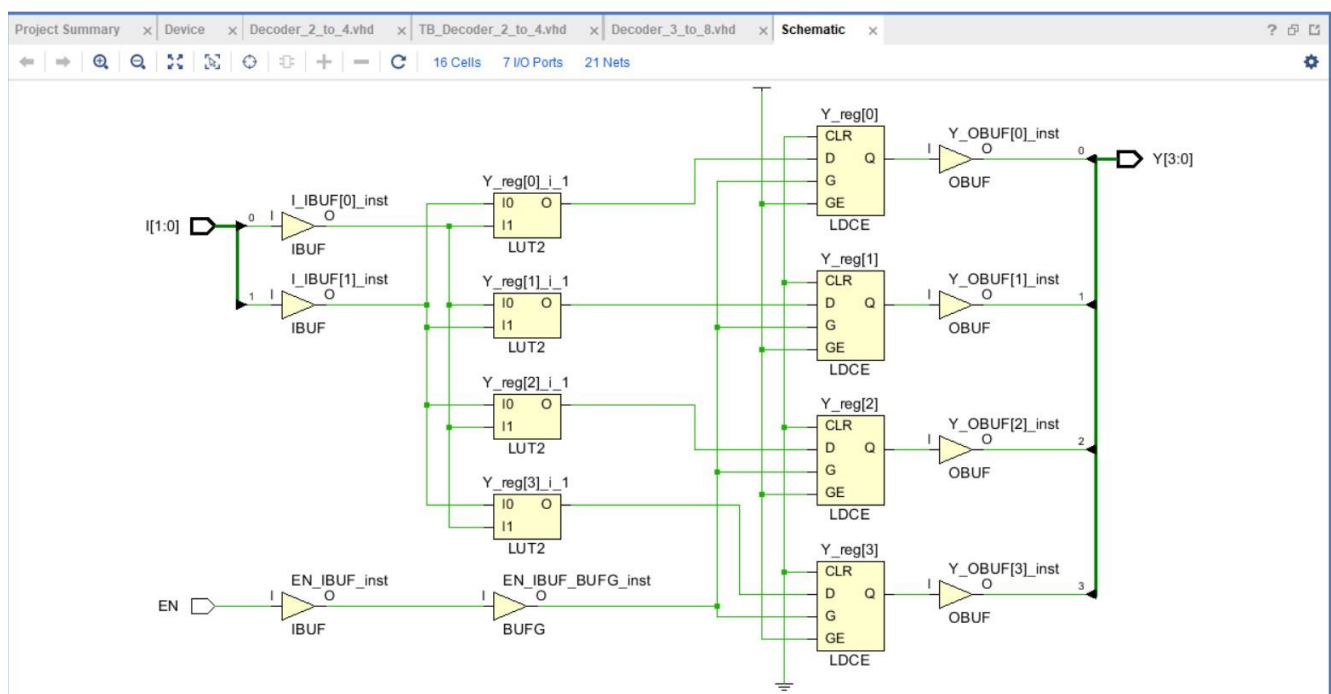 Project Summary × Device × Decoder_2_to_4.vhd × TB_Decoder_2_to_4.vhd × Decoder_3_to_8.vhd × Schematic ×
16 Cells 7 I/O Ports 21 Nets
I[1:0]
0
I
I_IBUF[0]_inst
O
IBUF
1
I
I_IBUF[1]_inst
O
IBUF
EN
I
EN_IBUF_inst
O
IBUF
Y_reg[0]_i_1
I0 O
I1
LUT2
Y_reg[1]_i_1
I0 O
I1
LUT2
Y_reg[2]_i_1
I0 O
I1
LUT2
Y_reg[3]_i_1
I0 O
I1
LUT2
EN_IBUF_BUFG_inst
I O
BUFG
Y_reg[0]
CLR
D Q
G
GE
LDCE
Y_reg[1]
CLR
D Q
G
GE
LDCE
Y_reg[2]
CLR
D Q
G
GE
LDCE
Y_reg[3]
CLR
D Q
G
GE
LDCE
Y_OBUF[0]_inst
I O
OBUF
0
Y_OBUF[1]_inst
I O
OBUF
1
Y_OBUF[2]_inst
I O
OBUF
2
Y_OBUF[3]_inst
I O
OBUF
3
Y[3:0]